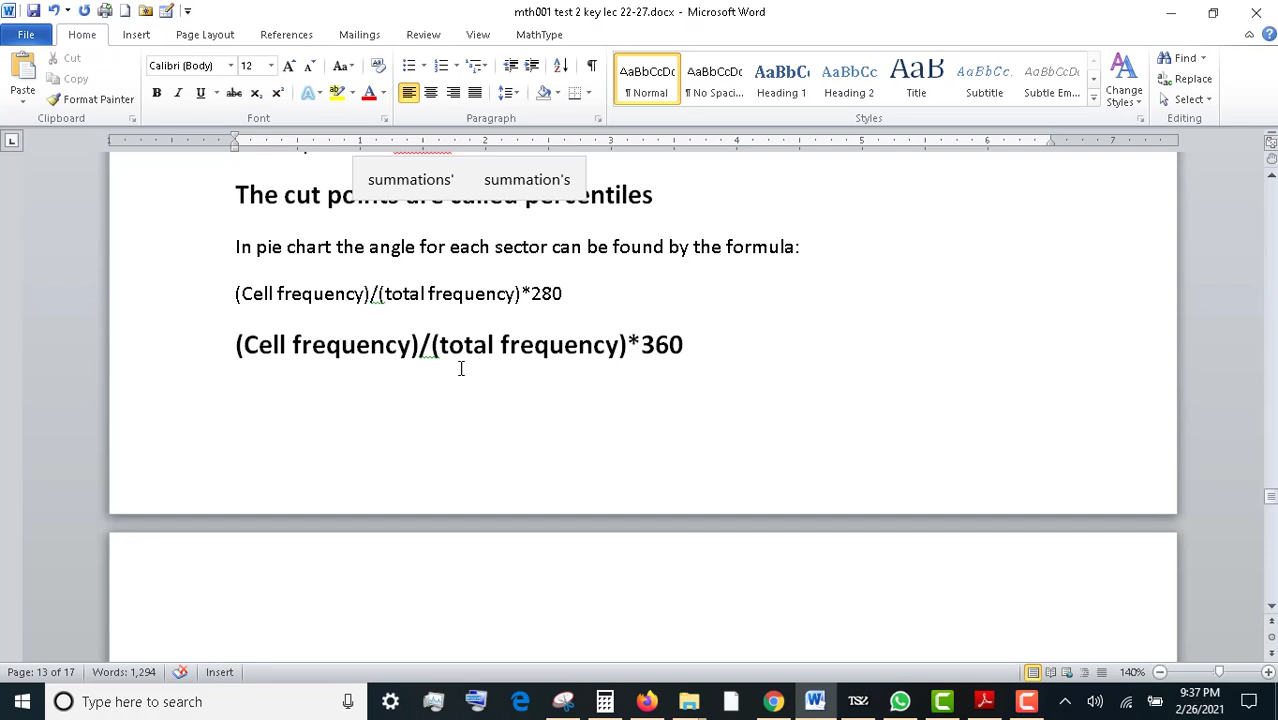 mth001 test 2 key lec 22-27.docx - Microsoft Word
File Home Insert Page Layout References Mailings Review View MathType
Paste
Cut
Copy
Format Painter
Clipboard
Calibri (Body) 12
Font
Paragraph
AaBbCcDc AaBbCcDc AaBbC AaBbCc AaB AaBbCc. AaBbCcDc
¶ Normal ¶ No Spaci... Heading 1 Heading 2 Title Subtitle Subtle Em...
Change Styles
Styles
Find
Replace
Select
Editing
summations' summation's
The cut points are called percentiles
In pie chart the angle for each sector can be found by the formula:
(Cell frequency)/(total frequency)*280
(Cell frequency)/(total frequency)*360
Page: 13 of 17 Words: 1,294 Insert 140%
Type here to search
9:37 PM
2/26/2021